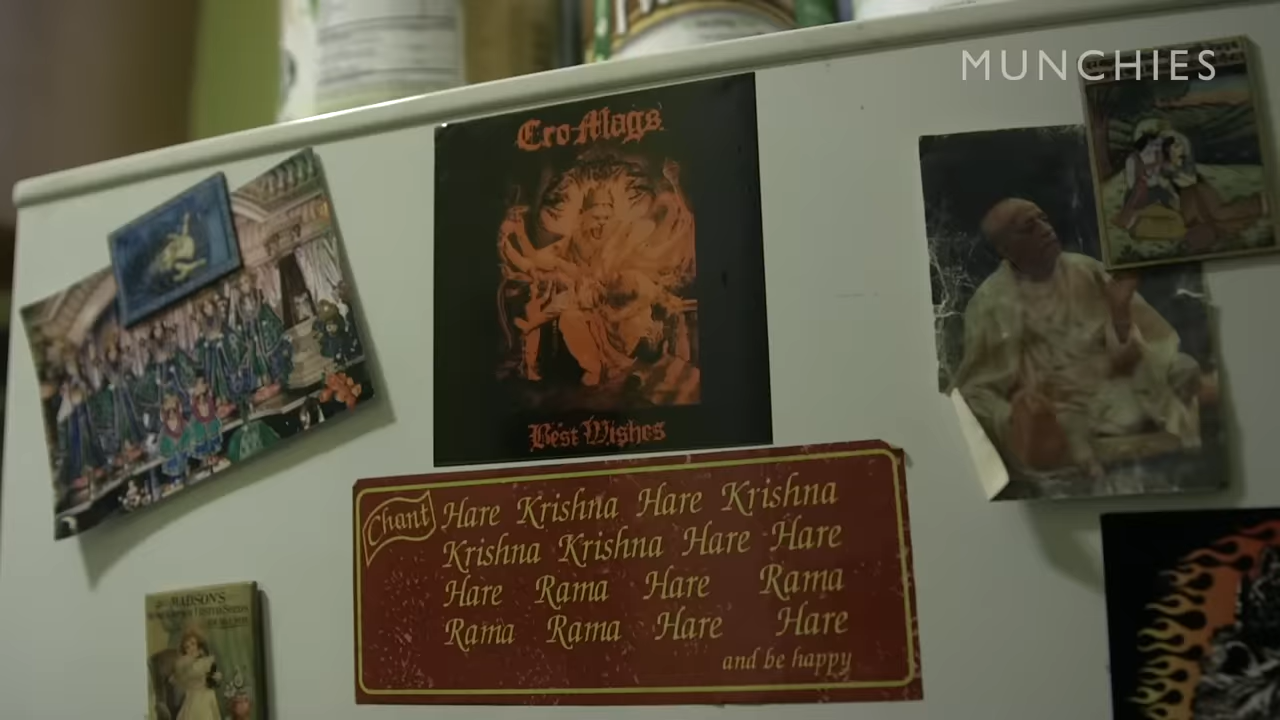 MUNCHIES
Cro-Mags
Best Wishes
Chant
Hare Krishna Hare Krishna
Krishna Krishna Hare Hare
Hare Rama Hare Rama
Rama Rama Hare Hare
and be happy